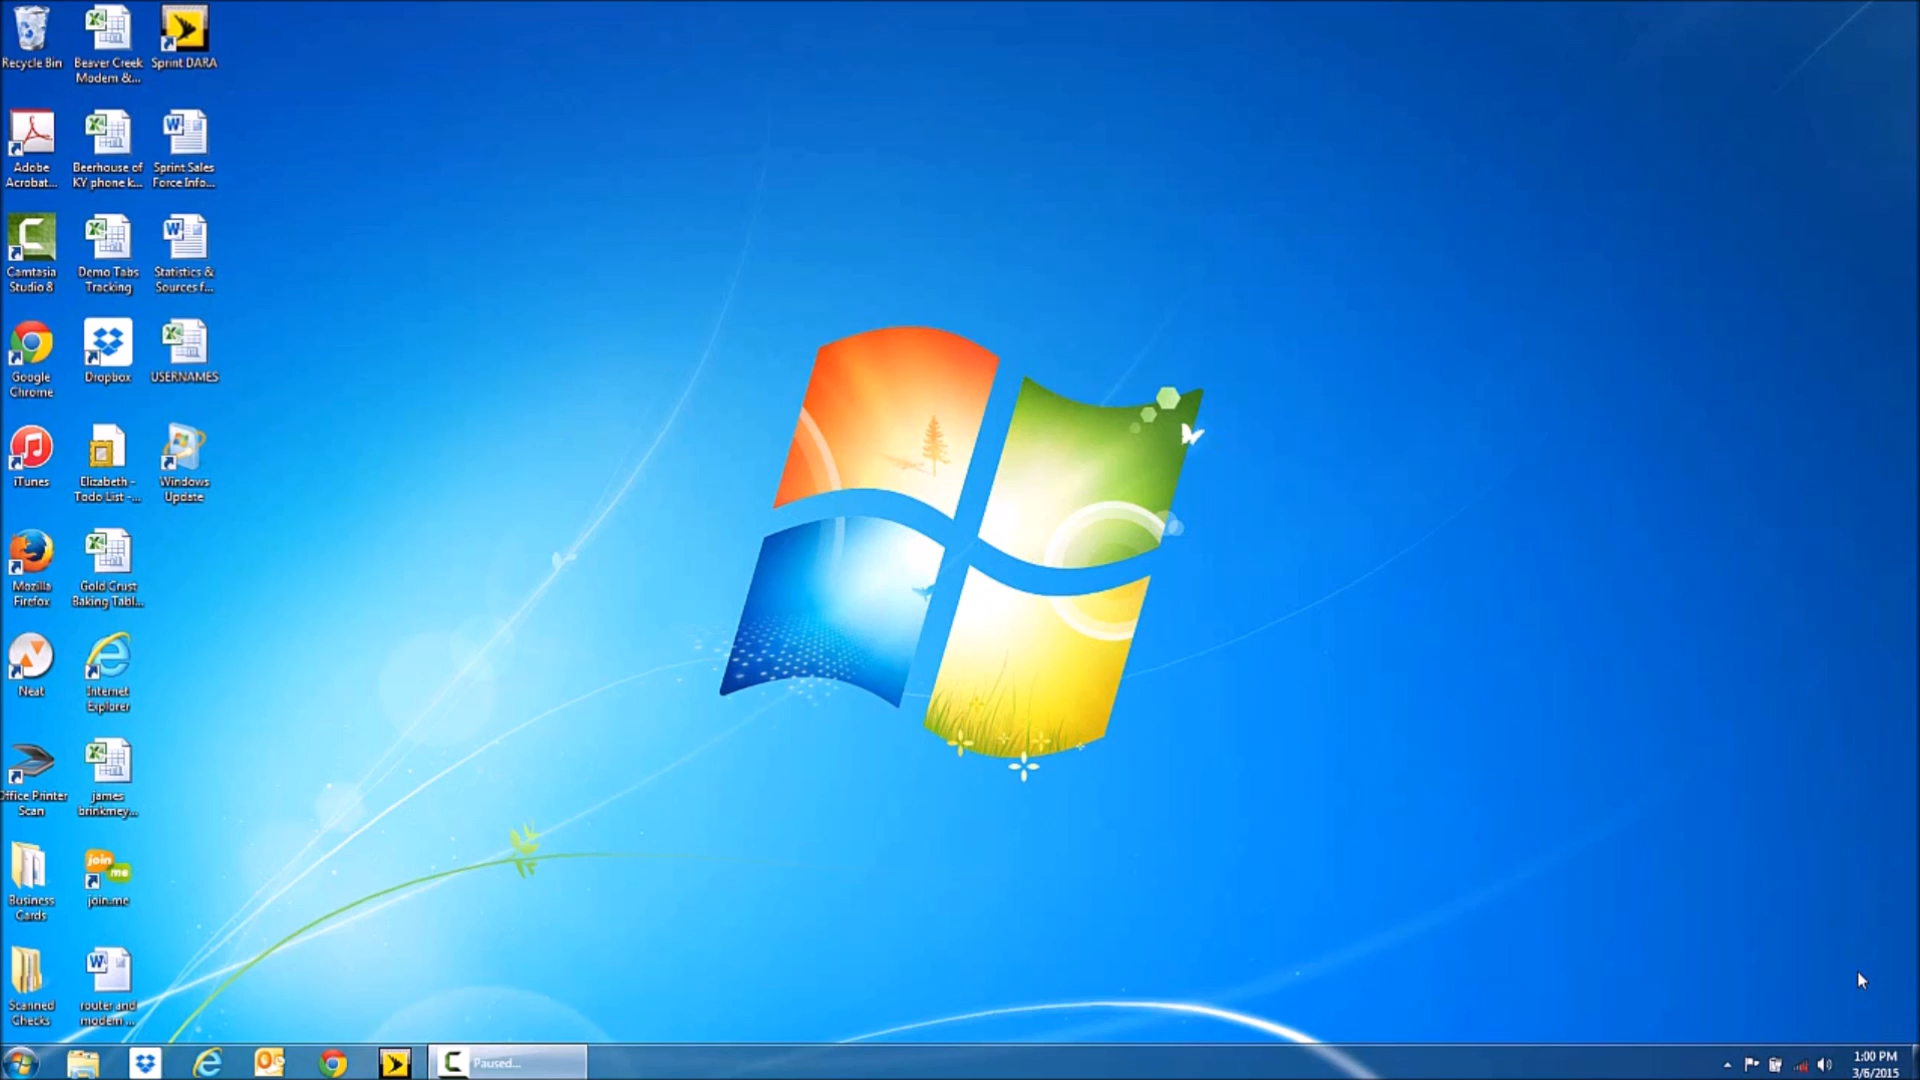 Recycle Bin
Beaver Creek
Modem &...
Sprint DARA
Adobe
Acrobat...
Beerhouse of
KY phone k...
Sprint Sales
Force Info...
Camtasia
Studio 8
Demo Tabs
Tracking
Statistics &
Sources f...
Google
Chrome
Dropbox
USERNAMES
iTunes
Elizabeth -
Todo List -...
Windows
Update
Mozilla
Firefox
Gold Crust
Baking Tabl...
Neat
Internet
Explorer
Office Printer
Scan
james
brinkmey...
Business
Cards
join
me
join.me
Scanned
Checks
router and
modem ...
Paused...
1:00 PM
3/6/2015